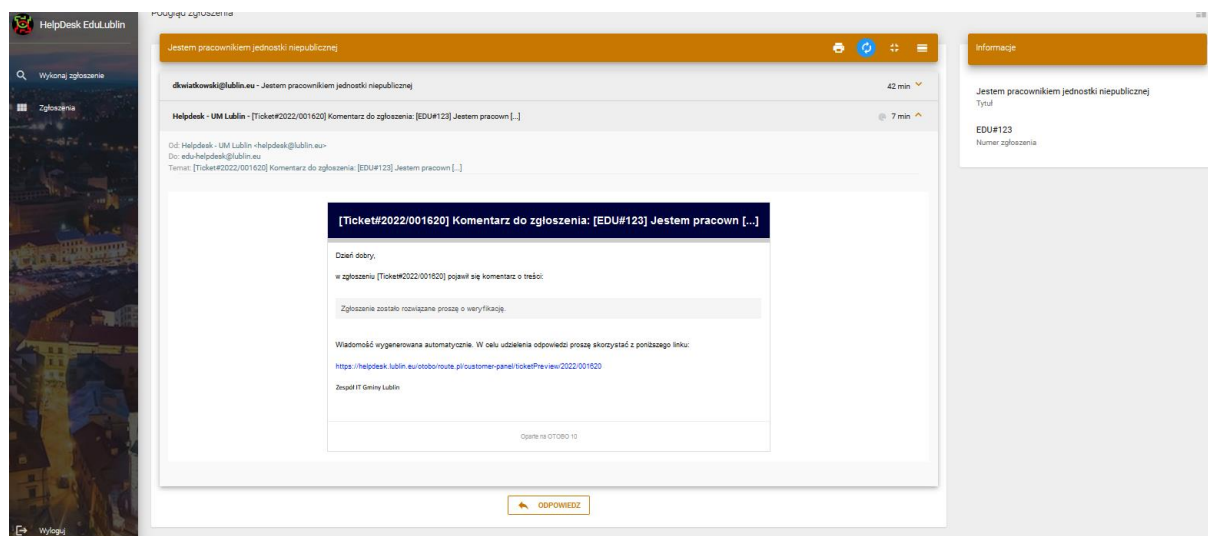 HelpDesk EduLublin
Podgląd zgłoszenia
Wykonaj zgłoszenie
Zgłoszenia
Jestem pracownikiem jednostki niepublicznej
dkwiatkowski@lublin.eu - Jestem pracownikiem jednostki niepublicznej 42 min
Helpdesk - UM Lublin - [Ticket#2022/001620] Komentarz do zgłoszenia: [EDU#123] Jestem pracown [...] 7 min
Od: Helpdesk - UM Lublin <helpdesk@lublin.eu>
Do: edu-helpdesk@lublin.eu
Temat: [Ticket#2022/001620] Komentarz do zgłoszenia: [EDU#123] Jestem pracown [...]
[Ticket#2022/001620] Komentarz do zgłoszenia: [EDU#123] Jestem pracown [...]
Dzień dobry,
w zgłoszeniu [Ticket#2022/001620] pojawił się komentarz o treści:
Zgłoszenie zostało rozwiązane proszę o weryfikację.
Wiadomość wygenerowana automatycznie. W celu udzielenia odpowiedzi proszę skorzystać z poniższego linku:
https://helpdesk.lublin.eu/otobo/route.pl/customer-panel/ticketPreview/2022/001620
Zespół IT Gminy Lublin
Oparte na OTOBO 10
ODPOWIEDZ
Informacje
Jestem pracownikiem jednostki niepublicznej
Tytuł
EDU#123
Numer zgłoszenia
Wyloguj